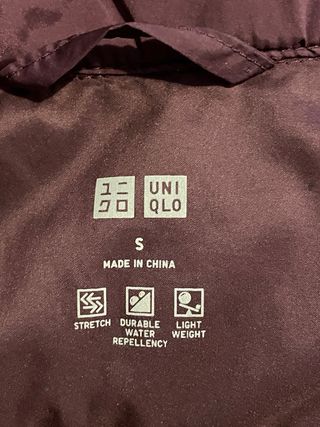 ユニ UNI
クロ QLO
S
MADE IN CHINA
STRETCH
DURABLE
WATER
REPELLENCY
LIGHT
WEIGHT